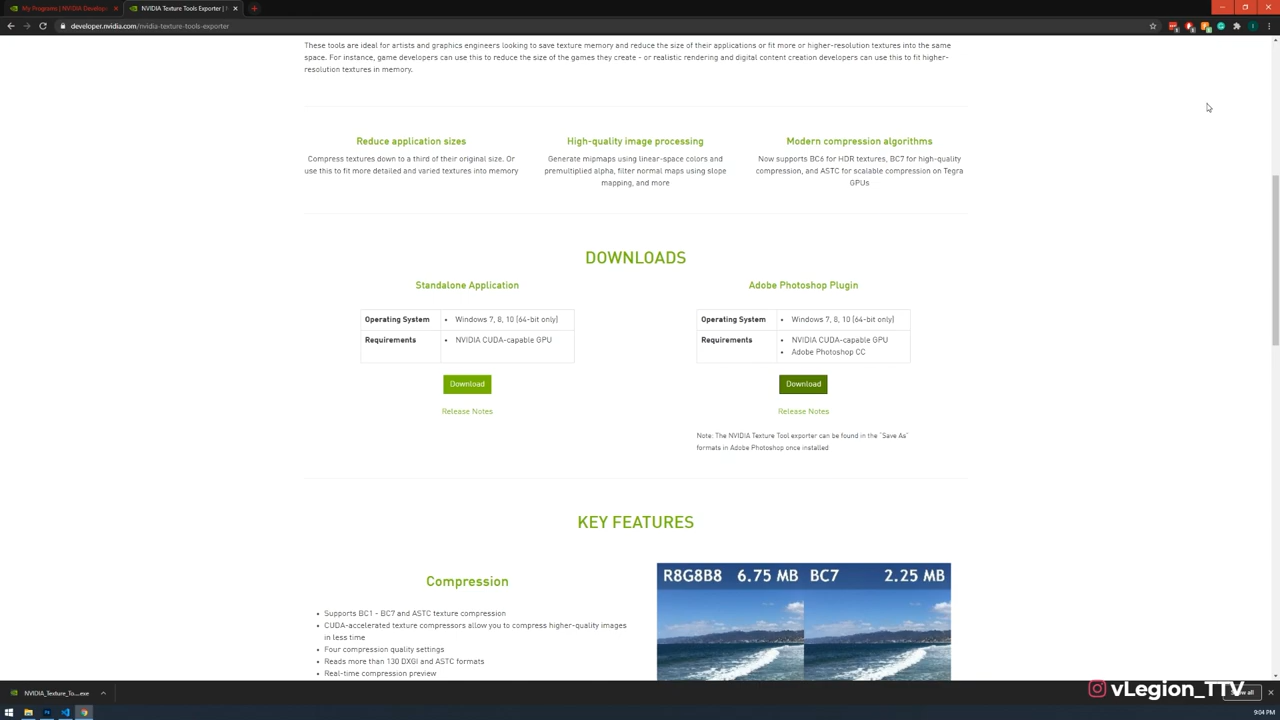 My Programs | NVIDIA Develop
NVIDIA Texture Tools Exporter |
developer.nvidia.com/nvidia-texture-tools-exporter
These tools are ideal for artists and graphics engineers looking to save texture memory and reduce the size of their applications or fit more or higher-resolution textures into the same
space. For instance, game developers can use this to reduce the size of the games they create - or realistic rendering and digital content creation developers can use this to fit higher-
resolution textures in memory.
Reduce application sizes
Compress textures down to a third of their original size. Or
use this to fit more detailed and varied textures into memory
High-quality image processing
Generate mipmaps using linear-space colors and
premultiplied alpha, filter normal maps using slope
mapping, and more
Modern compression algorithms
Now supports BC6 for HDR textures, BC7 for high-quality
compression, and ASTC for scalable compression on Tegra
GPUs
DOWNLOADS
Standalone Application
Operating System • Windows 7, 8, 10 (64-bit only)
Requirements • NVIDIA CUDA-capable GPU
Download
Release Notes
Adobe Photoshop Plugin
Operating System • Windows 7, 8, 10 (64-bit only)
Requirements • NVIDIA CUDA-capable GPU
• Adobe Photoshop CC
Download
Release Notes
Note: The NVIDIA Texture Tool exporter can be found in the "Save As"
formats in Adobe Photoshop once installed
KEY FEATURES
Compression
• Supports BC1 - BC7 and ASTC texture compression
• CUDA-accelerated texture compressors allow you to compress higher-quality images
in less time
• Four compression quality settings
• Reads more than 130 DXGI and ASTC formats
• Real-time compression preview
R8G8B8 6.75 MB BC7 2.25 MB
NVIDIA_Texture_To....exe
vLegion_TTV
all
9:04 PM